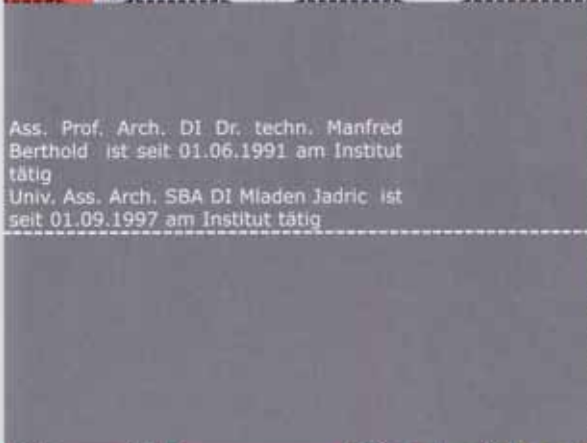 Ass. Prof. Arch. DI Dr. techn. Manfred
Berthold ist seit 01.06.1991 am Institut
tätig
Univ. Ass. Arch. SBA DI Mladen Jadric ist
seit 01.09.1997 am Institut tätig